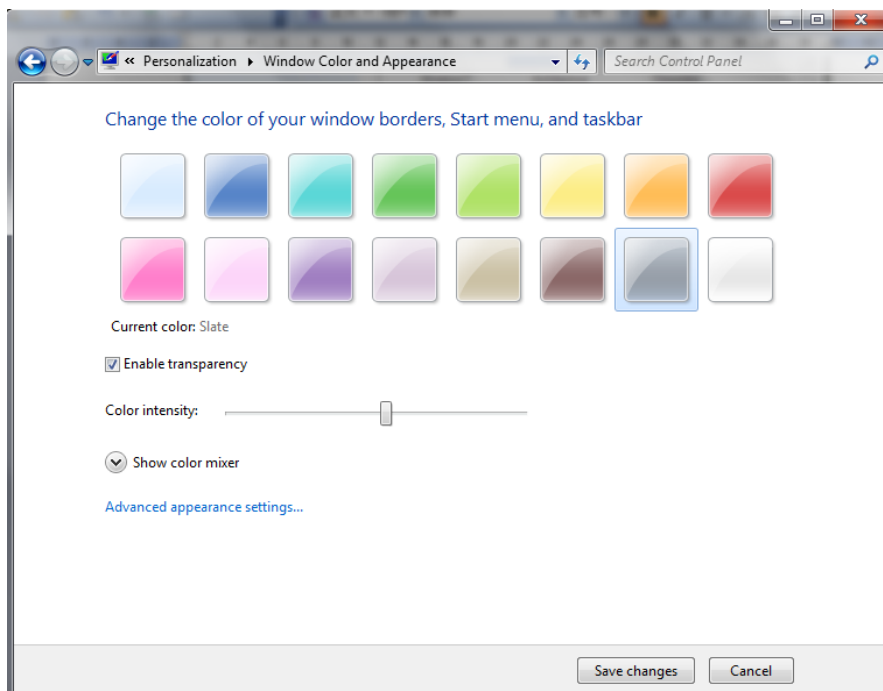 « Personalization ▸ Window Color and Appearance
Search Control Panel
Change the color of your window borders, Start menu, and taskbar
Current color: Slate
Enable transparency
Color intensity:
Show color mixer
Advanced appearance settings...
Save changes
Cancel